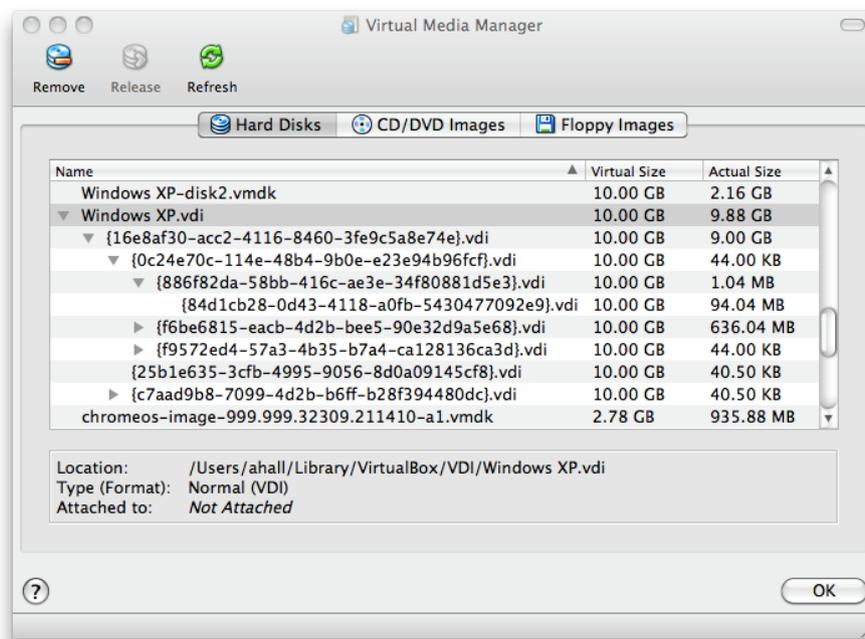 Virtual Media Manager
Remove Release Refresh
Hard Disks CD/DVD Images Floppy Images
Name Virtual Size Actual Size
Windows XP-disk2.vmdk 10.00 GB 2.16 GB
Windows XP.vdi 10.00 GB 9.88 GB
{16e8af30-acc2-4116-8460-3fe9c5a8e74e}.vdi 10.00 GB 9.00 GB
{0c24e70c-114e-48b4-9b0e-e23e94b96fcf}.vdi 10.00 GB 44.00 KB
{886f82da-58bb-416c-ae3e-34f80881d5e3}.vdi 10.00 GB 1.04 MB
{84d1cb28-0d43-4118-a0fb-5430477092e9}.vdi 10.00 GB 94.04 MB
{f6be6815-eacb-4d2b-bee5-90e32d9a5e68}.vdi 10.00 GB 636.04 MB
{f9572ed4-57a3-4b35-b7a4-ca128136ca3d}.vdi 10.00 GB 44.00 KB
{25b1e635-3cfb-4995-9056-8d0a09145cf8}.vdi 10.00 GB 40.50 KB
{c7aad9b8-7099-4d2b-b6ff-b28f394480dc}.vdi 10.00 GB 40.50 KB
chromeos-image-999.999.32309.211410-a1.vmdk 2.78 GB 935.88 MB
Location: /Users/ahall/Library/VirtualBox/VDI/Windows XP.vdi
Type (Format): Normal (VDI)
Attached to: Not Attached
? OK